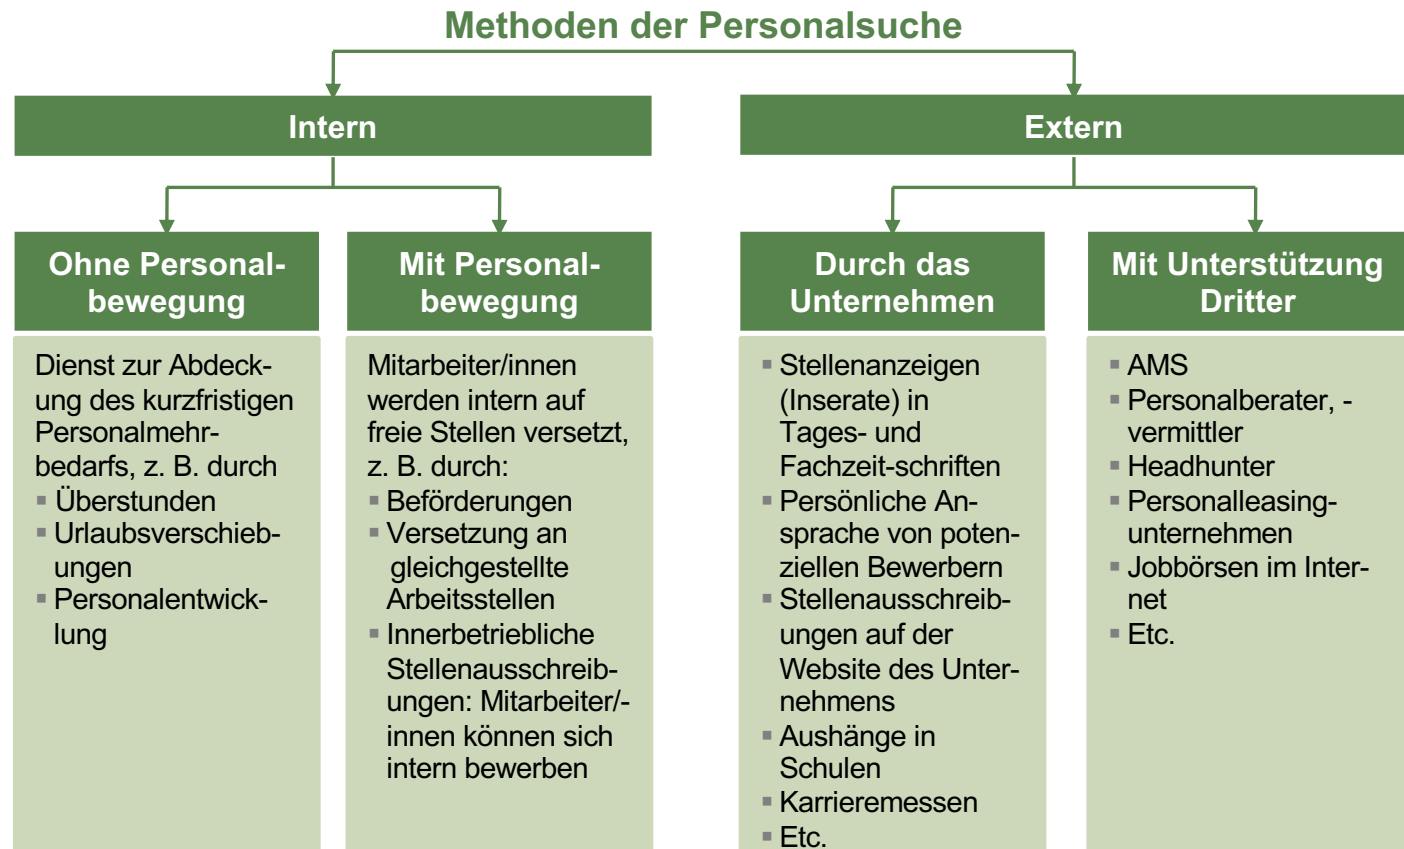 Methoden der Personalsuche
Intern
Extern
Ohne Personal-
bewegung
Mit Personal-
bewegung
Durch das
Unternehmen
Mit Unterstützung
Dritter
Dienst zur Abdeck-
ung des kurzfristigen
Personalmehr-
bedarfs, z. B. durch
▪ Überstunden
▪ Urlaubsverschieb-
ungen
▪ Personalentwick-
lung
Mitarbeiter/innen
werden intern auf
freie Stellen versetzt,
z. B. durch:
▪ Beförderungen
▪ Versetzung an
gleichgestellte
Arbeitsstellen
▪ Innerbetriebliche
Stellenausschreib-
ungen: Mitarbeiter/-
innen können sich
intern bewerben
▪ Stellenanzeigen
(Inserate) in
Tages- und
Fachzeit-schriften
▪ Persönliche An-
sprache von poten-
ziellen Bewerbern
▪ Stellenausschreib-
ungen auf der
Website des Unter-
nehmens
▪ Aushänge in
Schulen
▪ Karrieremessen
▪ Etc.
▪ AMS
▪ Personalberater, -
vermittler
▪ Headhunter
▪ Personalleasing-
unternehmen
▪ Jobbörsen im Inter-
net
▪ Etc.